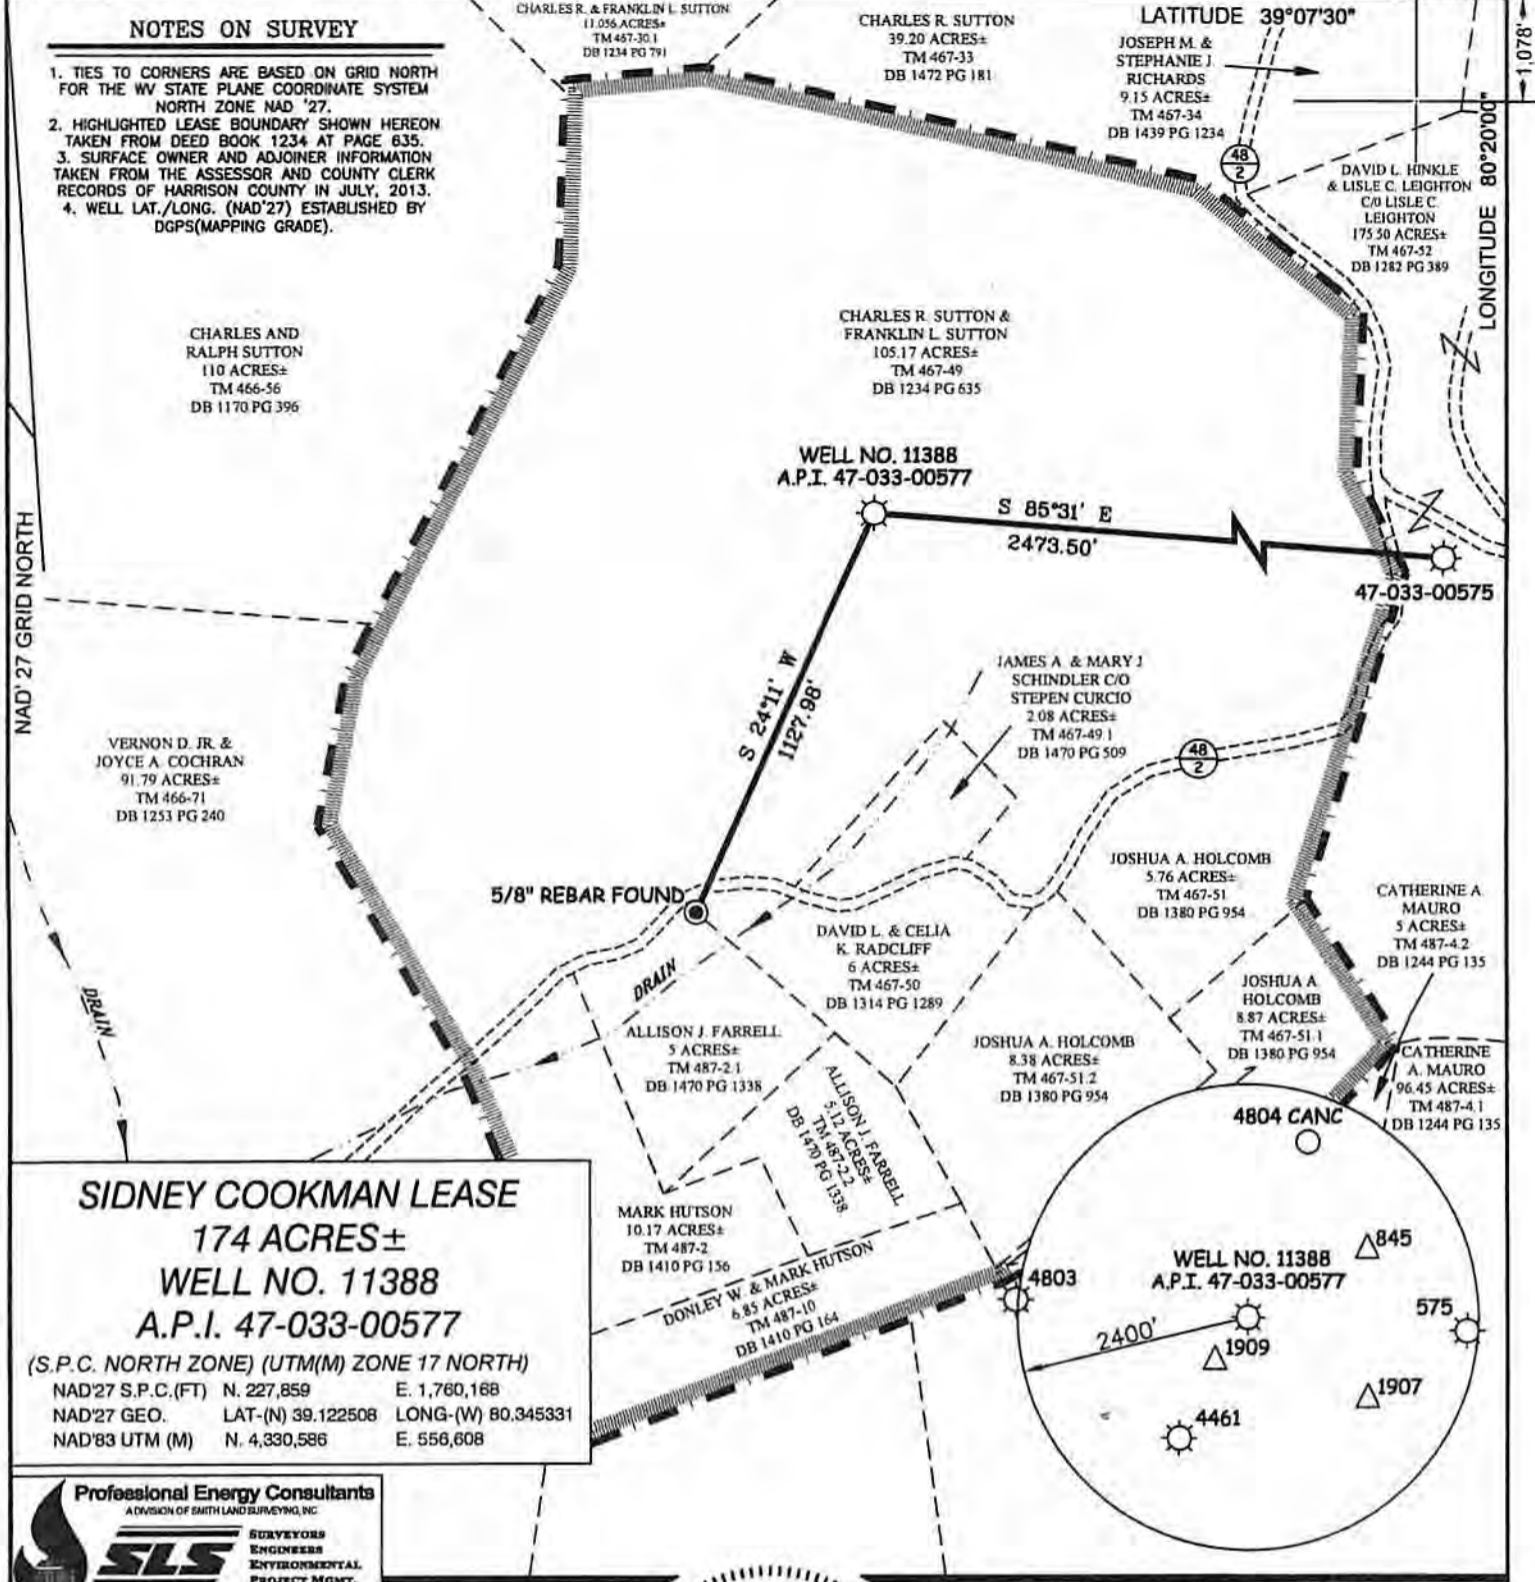 NOTES ON SURVEY
1. TIES TO CORNERS ARE BASED ON GRID NORTH
FOR THE WV STATE PLANE COORDINATE SYSTEM
NORTH ZONE NAD '27.
2. HIGHLIGHTED LEASE BOUNDARY SHOWN HEREON
TAKEN FROM DEED BOOK 1234 AT PAGE 635.
3. SURFACE OWNER AND ADJOINER INFORMATION
TAKEN FROM THE ASSESSOR AND COUNTY CLERK
RECORDS OF HARRISON COUNTY IN JULY, 2013.
4. WELL LAT./LONG. (NAD'27) ESTABLISHED BY
DGPS(MAPPING GRADE).
CHARLES R. & FRANKLIN L. SUTTON
11.056 ACRES±
TM 467-30.1
DB 1234 PG 791
CHARLES R. SUTTON
39.20 ACRES±
TM 467-33
DB 1472 PG 181
LATITUDE 39°07'30"
JOSEPH M. &
STEPHANIE J.
RICHARDS
9.15 ACRES±
TM 467-34
DB 1439 PG 1234
1,078'
48
2
DAVID L. HINKLE
& LISLE C. LEIGHTON
C/0 LISLE C.
LEIGHTON
175.50 ACRES±
TM 467-52
DB 1282 PG 389
LONGITUDE 80°20'00"
CHARLES AND
RALPH SUTTON
110 ACRES±
TM 466-56
DB 1170 PG 396
CHARLES R. SUTTON &
FRANKLIN L. SUTTON
105.17 ACRES±
TM 467-49
DB 1234 PG 635
WELL NO. 11388
A.P.I. 47-033-00577
S 85°31' E
2473.50'
47-033-00575
NAD' 27 GRID NORTH
S 24°11' W
1127.98'
JAMES A. & MARY J
SCHINDLER C/O
STEPEN CURCIO
2.08 ACRES±
TM 467-49.1
DB 1470 PG 509
48
2
VERNON D. JR. &
JOYCE A. COCHRAN
91.79 ACRES±
TM 466-71
DB 1253 PG 240
5/8" REBAR FOUND
JOSHUA A. HOLCOMB
5.76 ACRES±
TM 467-51
DB 1380 PG 954
CATHERINE A.
MAURO
5 ACRES±
TM 487-4.2
DB 1244 PG 135
DAVID L. & CELIA
K. RADCLIFF
6 ACRES±
TM 467-50
DB 1314 PG 1289
DRAIN
DRAIN
JOSHUA A.
HOLCOMB
8.87 ACRES±
TM 467-51.1
DB 1380 PG 954
ALLISON J. FARRELL
5 ACRES±
TM 487-2.1
DB 1470 PG 1338
JOSHUA A. HOLCOMB
8.38 ACRES±
TM 467-51.2
DB 1380 PG 954
CATHERINE
A. MAURO
96.45 ACRES±
TM 487-4.1
DB 1244 PG 135
ALLISON J. FARRELL
5.12 ACRES±
TM 487-2.2
DB 1470 PG 1338
MARK HUTSON
10.17 ACRES±
TM 487-2
DB 1410 PG 156
DONLEY W. & MARK HUTSON
6.85 ACRES±
TM 487-10
DB 1410 PG 164
4804 CANC
845
WELL NO. 11388
A.P.I. 47-033-00577
4803
575
2400'
1909
1907
4461
SIDNEY COOKMAN LEASE
174 ACRES±
WELL NO. 11388
A.P.I. 47-033-00577
(S.P.C. NORTH ZONE) (UTM(M) ZONE 17 NORTH)
NAD'27 S.P.C.(FT) N. 227,859 E. 1,760,168
NAD'27 GEO. LAT-(N) 39.122508 LONG-(W) 80.345331
NAD'83 UTM (M) N. 4,330,586 E. 556,608
Professional Energy Consultants
A DIVISION OF SMITH LAND SURVEYING, INC.
SLS
SURVEYORS
ENGINEERS
ENVIRONMENTAL
PROJECT MGMT.